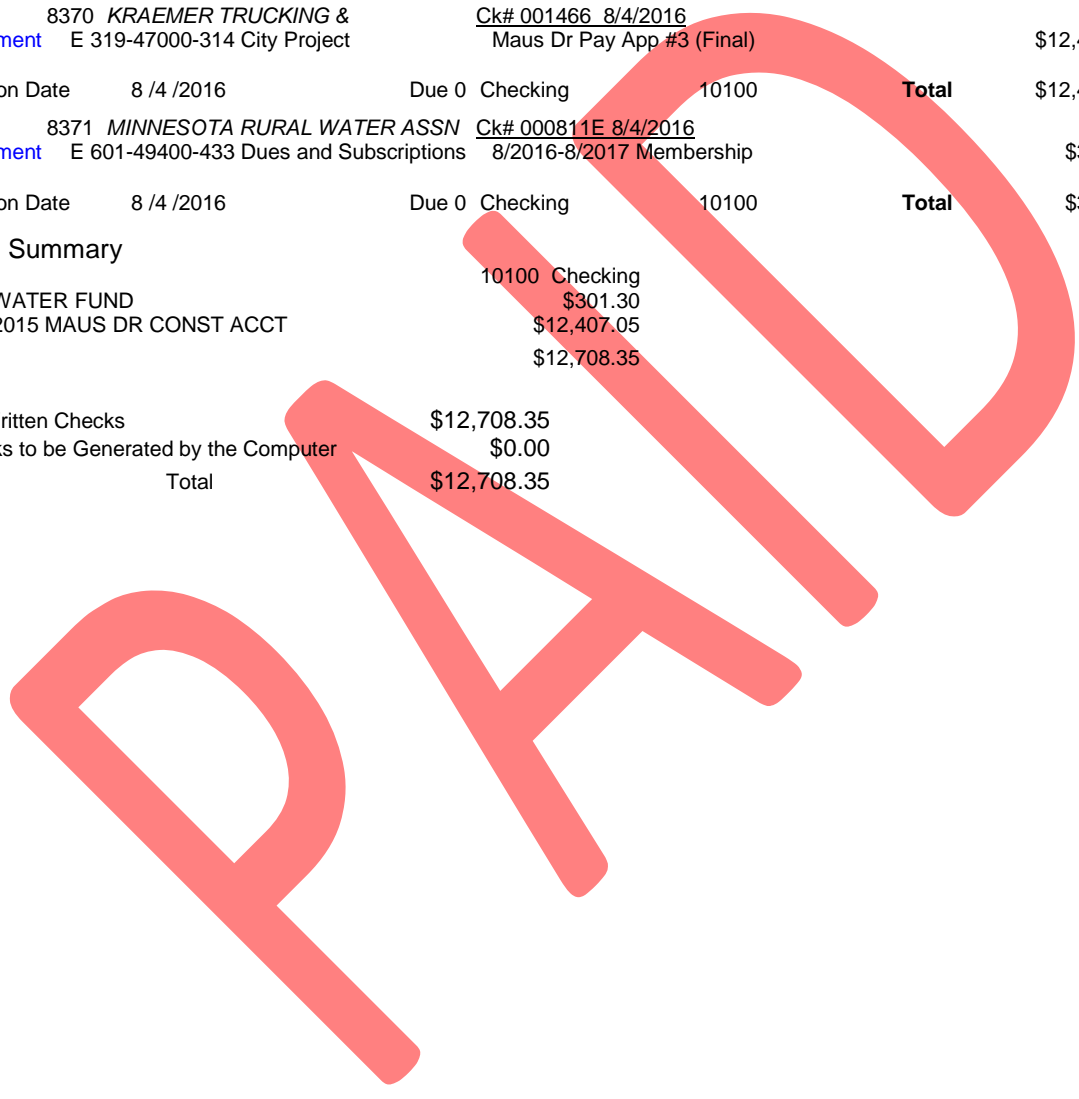 8370 KRAEMER TRUCKING & Ck# 001466 8/4/2016
ment E 319-47000-314 City Project Maus Dr Pay App #3 (Final) $12,4
on Date 8 /4 /2016 Due 0 Checking 10100 Total $12,4
8371 MINNESOTA RURAL WATER ASSN Ck# 000811E 8/4/2016
ment E 601-49400-433 Dues and Subscriptions 8/2016-8/2017 Membership $3
on Date 8 /4 /2016 Due 0 Checking 10100 Total $3
Summary
10100 Checking
WATER FUND $301.30
2015 MAUS DR CONST ACCT $12,407.05
$12,708.35
ritten Checks $12,708.35
ks to be Generated by the Computer $0.00
Total $12,708.35
PAID